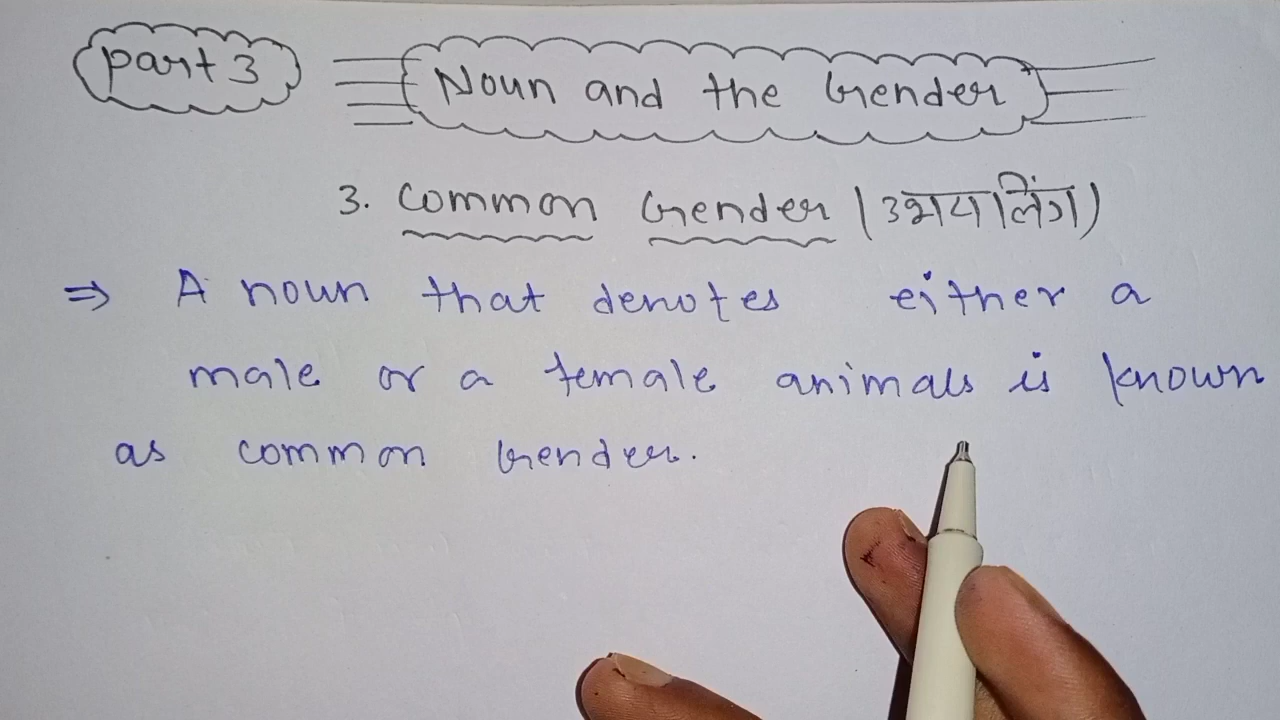 Part 3
Noun and the Gender
3. Common Gender (उभयलिंग)
⇒ A noun that denotes either a
male or a female animals is known
as common Gender.